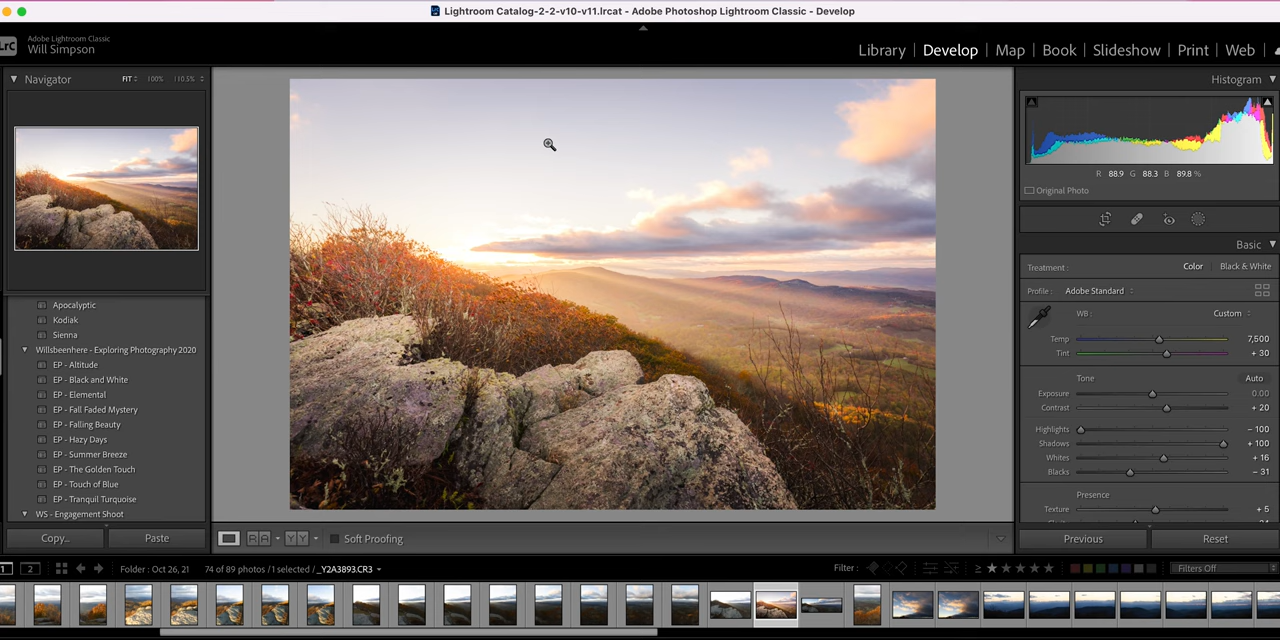 Lightroom Catalog-2-2-v10-v11.lrcat - Adobe Photoshop Lightroom Classic - Develop
LrC
Adobe Lightroom Classic
Will Simpson
Library | Develop | Map | Book | Slideshow | Print | Web
Navigator
FIT
100%
110.5%
Histogram
R 88.9 G 88.3 B 89.8 %
Original Photo
Basic
Treatment :
Color | Black & White
Profile : Adobe Standard
WB :
Custom
Temp
7,500
Tint
+ 30
Tone
Auto
Exposure
0.00
Contrast
+ 20
Highlights
− 100
Shadows
+ 100
Whites
+ 16
Blacks
− 31
Presence
Texture
+ 5
Previous
Reset
Apocalyptic
Kodiak
Sienna
Willsbeenhere - Exploring Photography 2020
EP - Altitude
EP - Black and White
EP - Elemental
EP - Fall Faded Mystery
EP - Falling Beauty
EP - Hazy Days
EP - Summer Breeze
EP - The Golden Touch
EP - Touch of Blue
EP - Tranquil Turquoise
WS - Engagement Shoot
Copy...
Paste
R A
Y Y
Soft Proofing
1
2
Folder : Oct 26, 21
74 of 89 photos / 1 selected / _Y2A3893.CR3
Filter :
≥
Filters Off